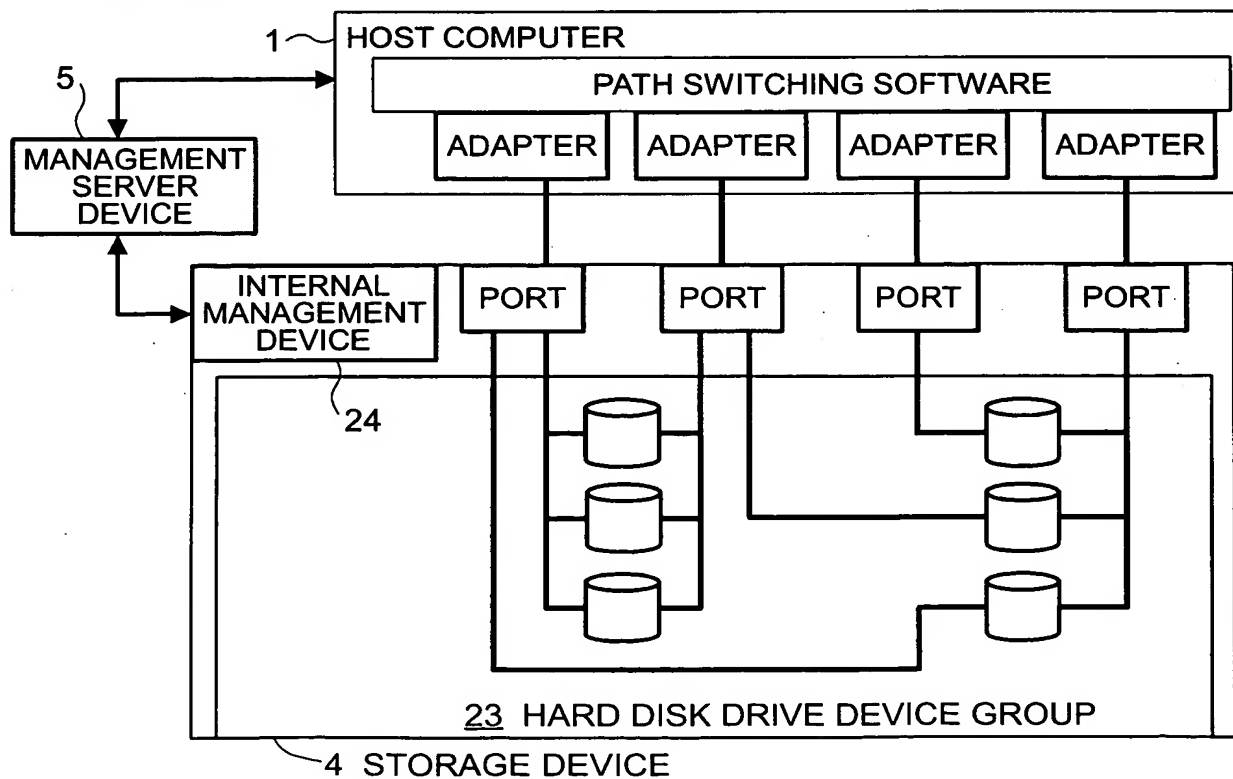 1 HOST COMPUTER
PATH SWITCHING SOFTWARE
ADAPTER ADAPTER ADAPTER ADAPTER
5
MANAGEMENT
SERVER
DEVICE
INTERNAL
MANAGEMENT
DEVICE
24
PORT PORT PORT PORT
23 HARD DISK DRIVE DEVICE GROUP
4 STORAGE DEVICE